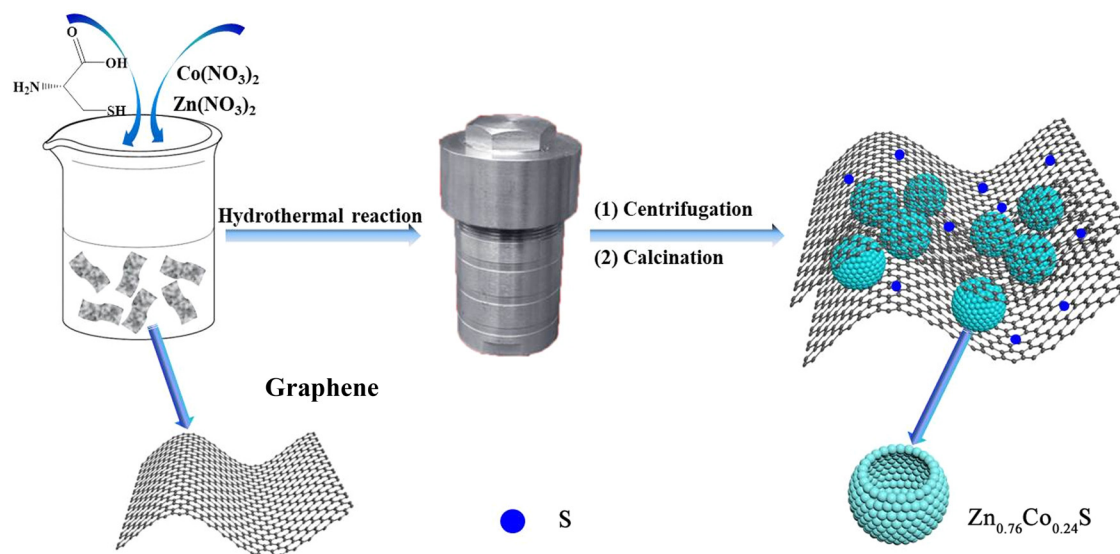 O
OH
H₂N
SH
Co(NO₃)₂
Zn(NO₃)₂
Hydrothermal reaction
(1) Centrifugation
(2) Calcination
Graphene
S
Zn₀.₇₆Co₀.₂₄S